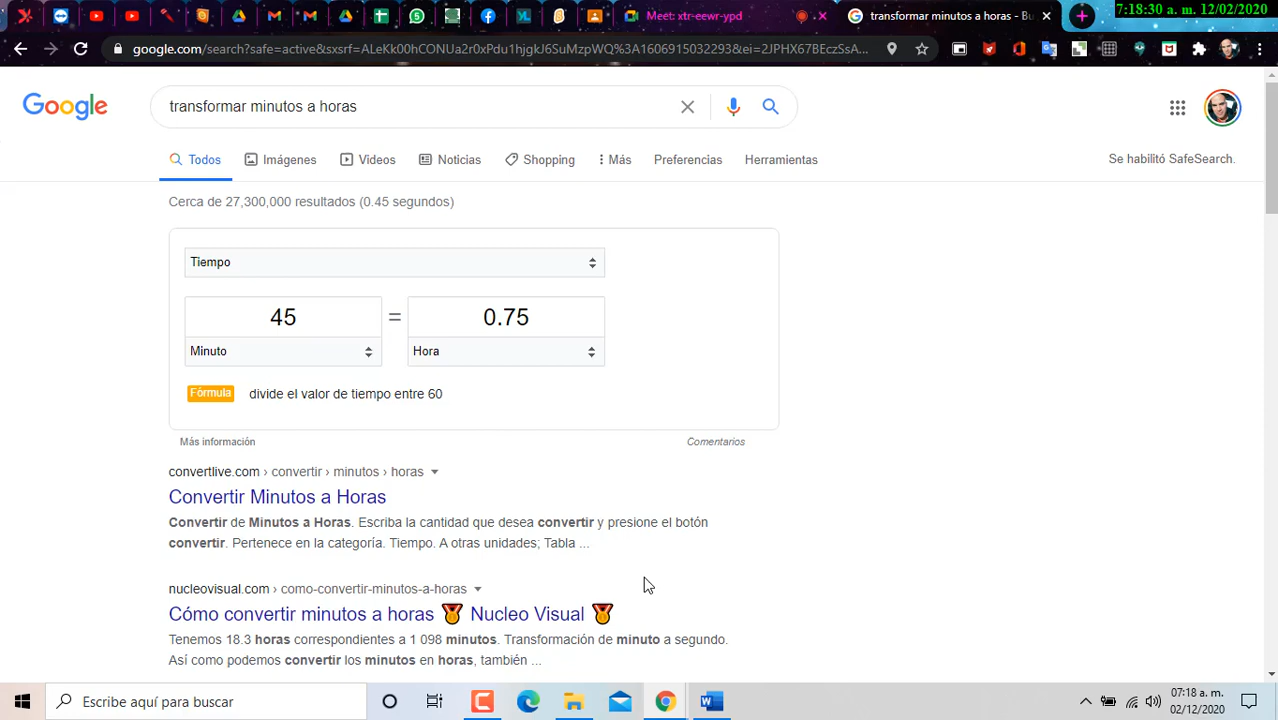 Meet: xtr-eewr-ypd
transformar minutos a horas - Bu
7:18:30 a. m. 12/02/2020
google.com/search?safe=active&sxsrf=ALeKk00hCONUa2r0xPdu1hjgkJ6SuMzpWQ%3A1606915032293&ei=2JPHX67BEczSsA...
Google
transformar minutos a horas
Todos Imágenes Videos Noticias Shopping Más Preferencias Herramientas
Se habilitó SafeSearch.
Cerca de 27,300,000 resultados (0.45 segundos)
Tiempo
45 = 0.75
Minuto Hora
Fórmula divide el valor de tiempo entre 60
Más información Comentarios
convertlive.com › convertir › minutos › horas
Convertir Minutos a Horas
Convertir de Minutos a Horas. Escriba la cantidad que desea convertir y presione el botón
convertir. Pertenece en la categoría. Tiempo. A otras unidades; Tabla ...
nucleovisual.com › como-convertir-minutos-a-horas
Cómo convertir minutos a horas 🏅 Nucleo Visual 🏅
Tenemos 18.3 horas correspondientes a 1 098 minutos. Transformación de minuto a segundo.
Así como podemos convertir los minutos en horas, también ...
Escribe aquí para buscar
07:18 a. m.
02/12/2020